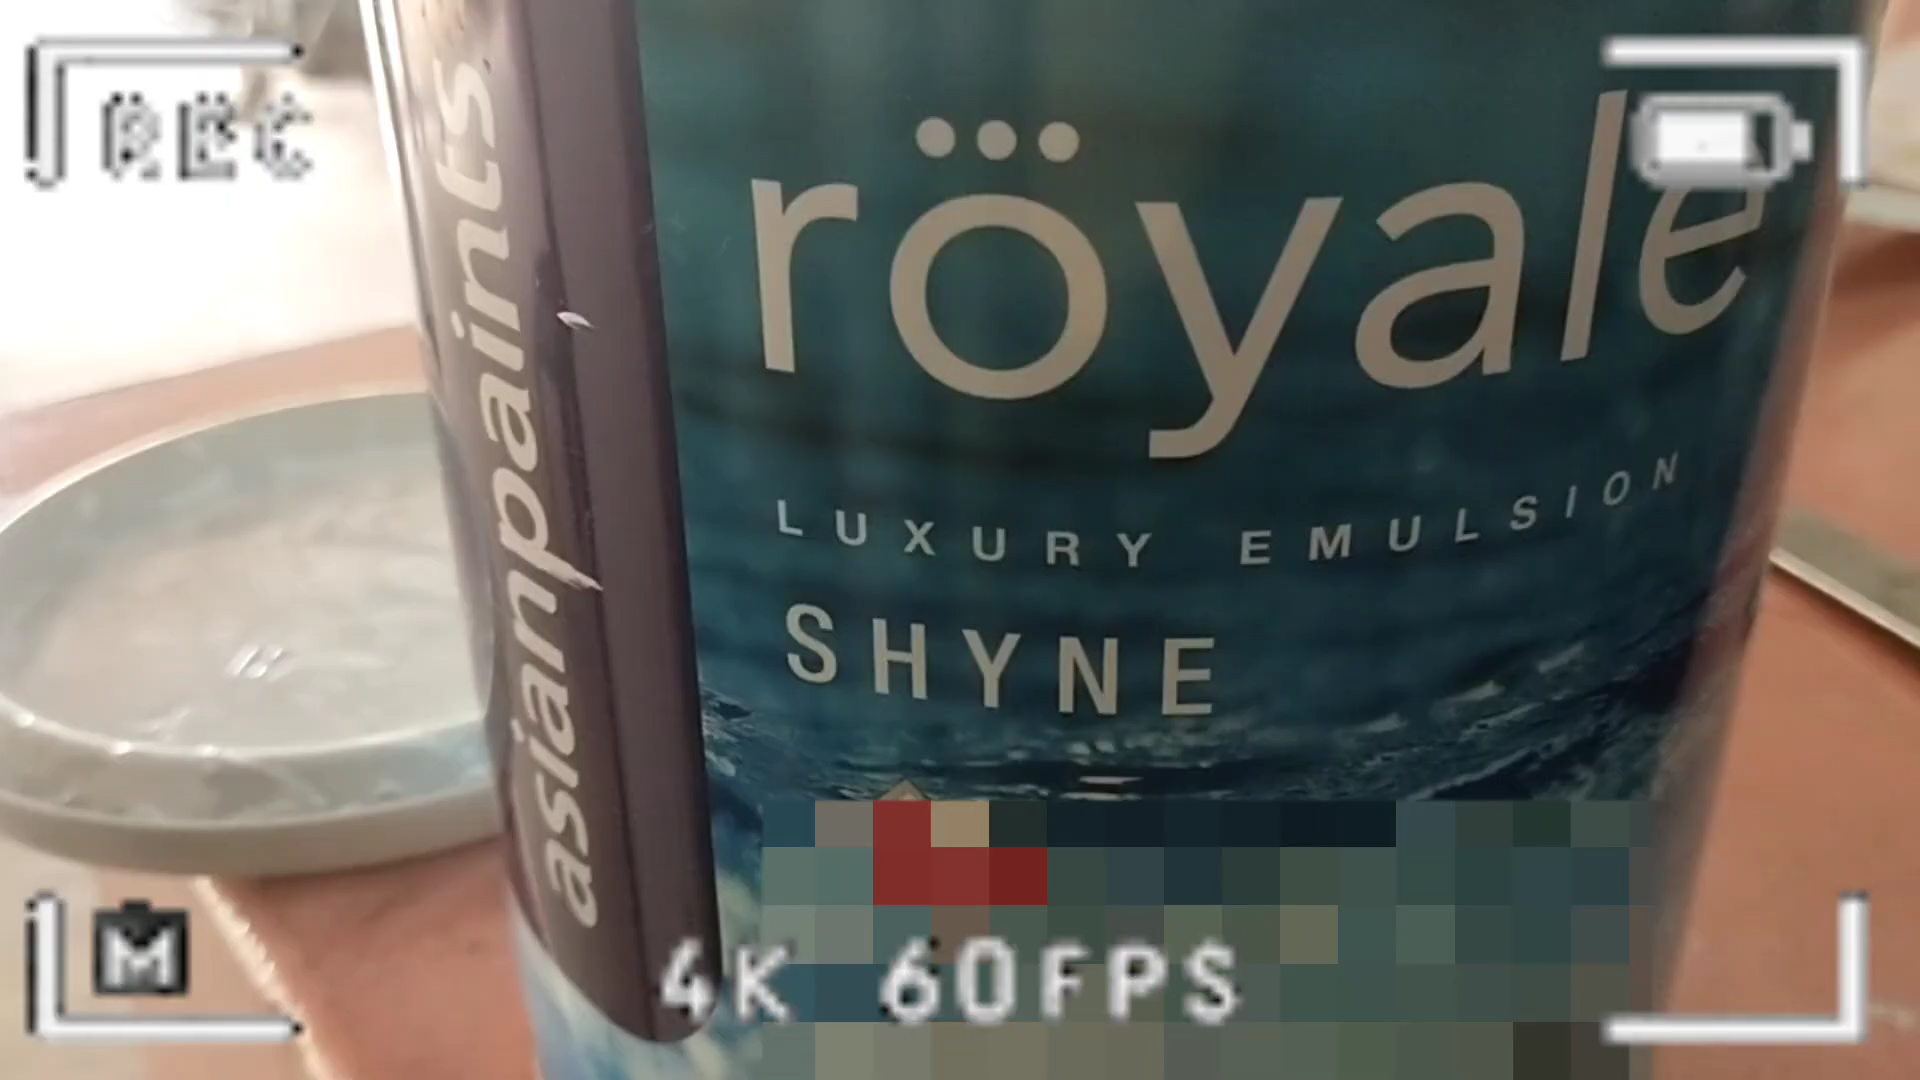 REC
asianpaints
röyale
LUXURY EMULSION
SHYNE
M
4K 60FPS